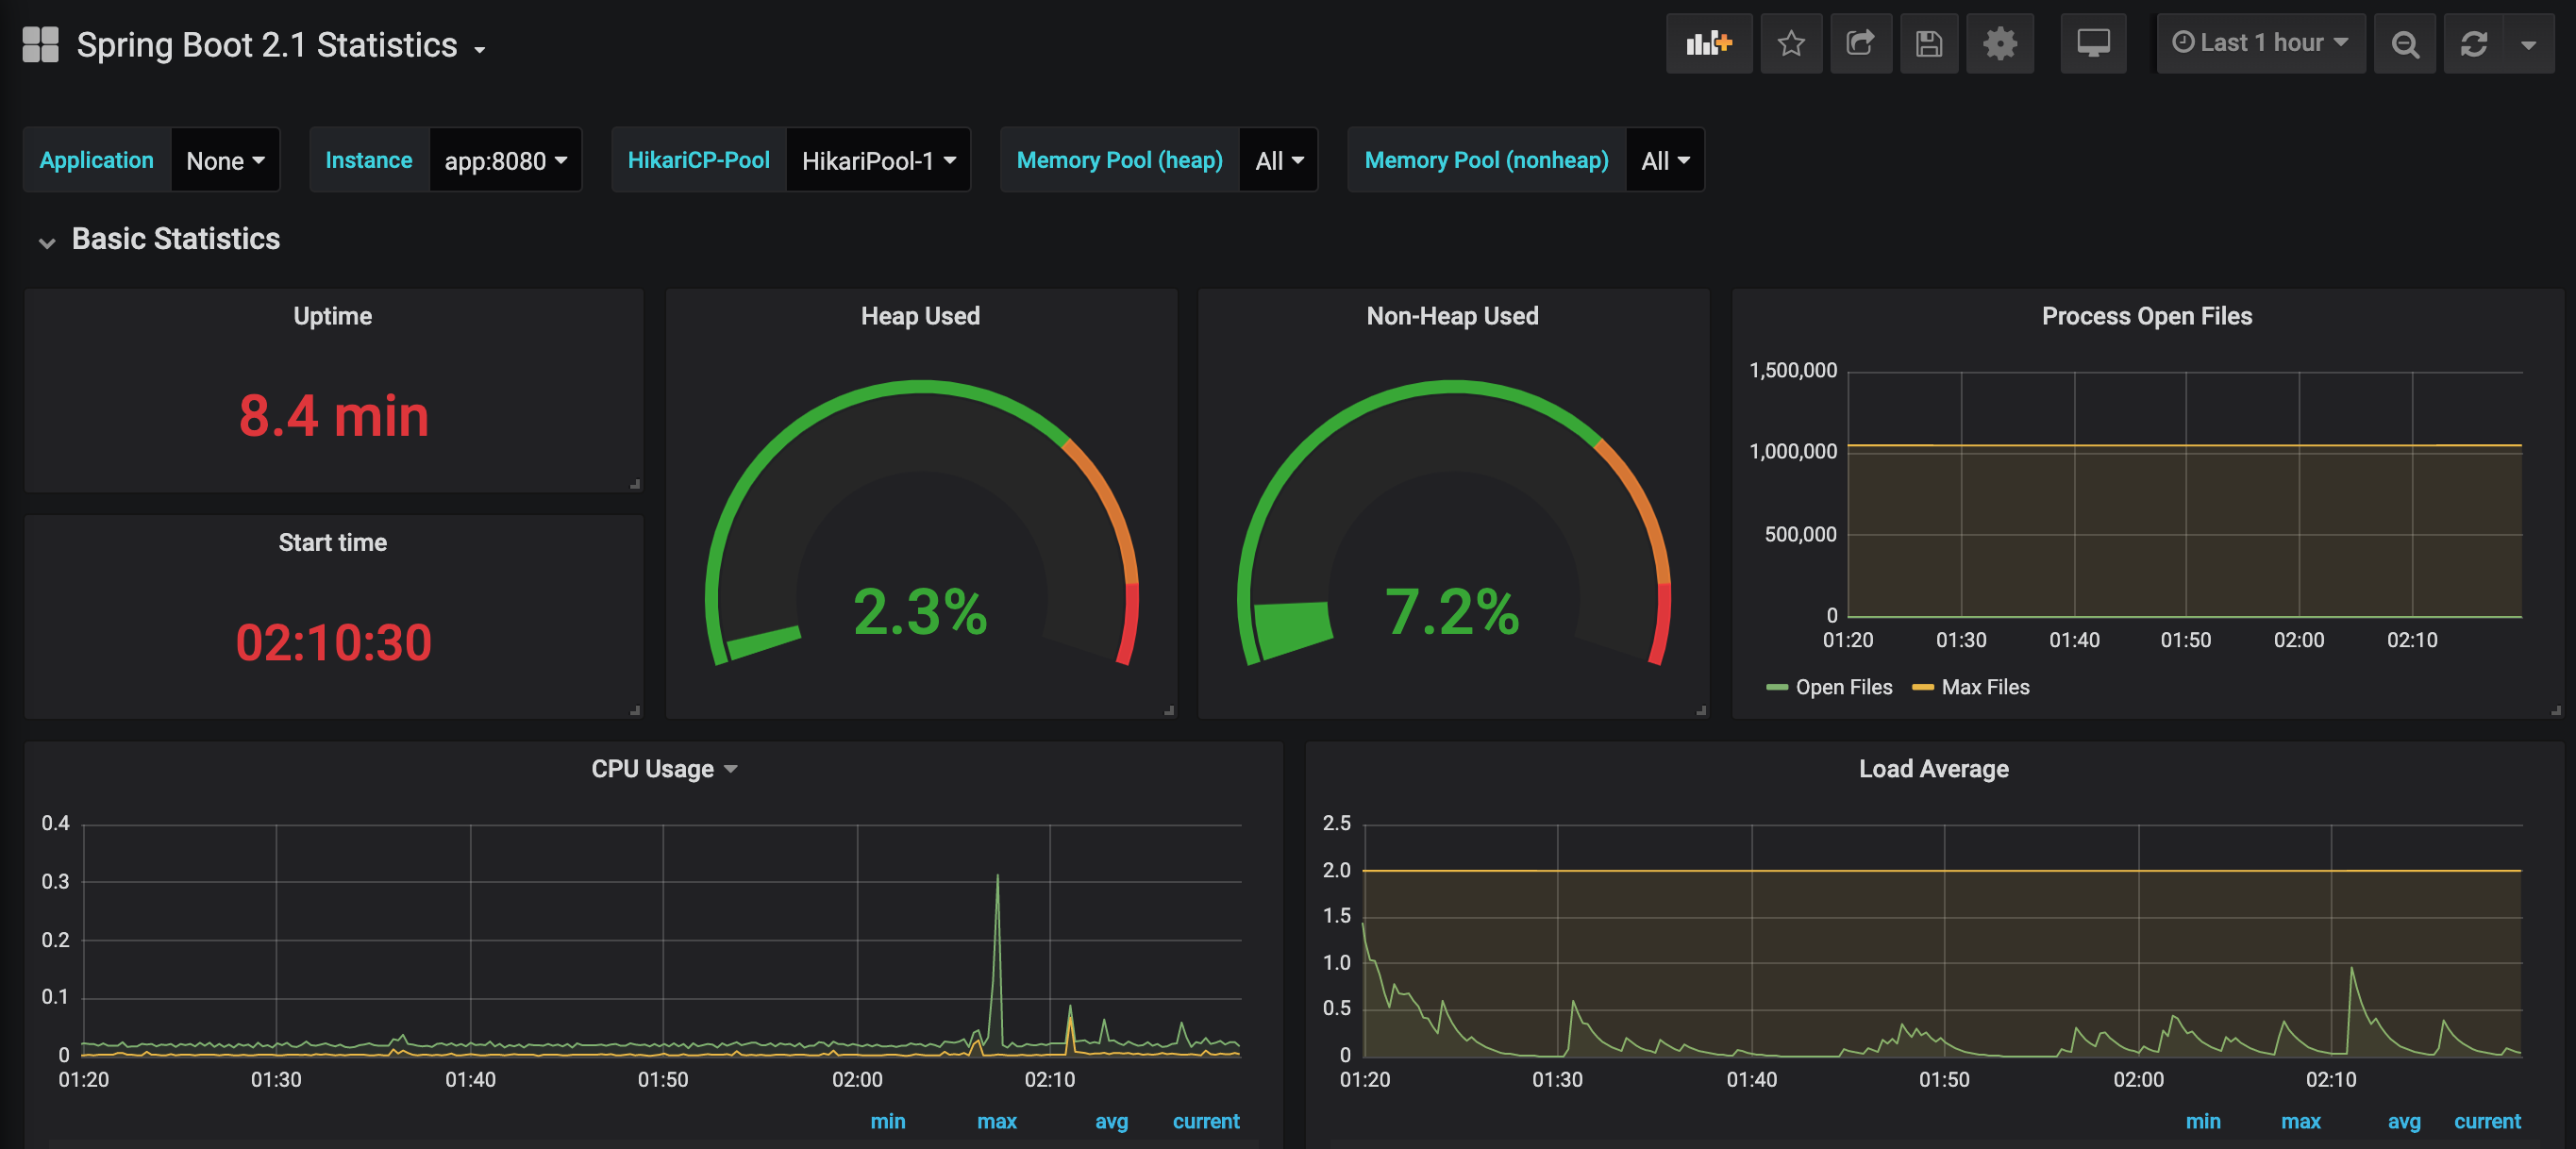 Spring Boot 2.1 Statistics
Last 1 hour
Application None Instance app:8080 HikariCP-Pool HikariPool-1 Memory Pool (heap) All Memory Pool (nonheap) All
Basic Statistics
Uptime
8.4 min
Start time
02:10:30
Heap Used
2.3%
Non-Heap Used
7.2%
Process Open Files
1,500,000
1,000,000
500,000
0
01:20 01:30 01:40 01:50 02:00 02:10
Open Files Max Files
CPU Usage
0.4
0.3
0.2
0.1
0
01:20 01:30 01:40 01:50 02:00 02:10
min max avg current
Load Average
2.5
2.0
1.5
1.0
0.5
0
01:20 01:30 01:40 01:50 02:00 02:10
min max avg current